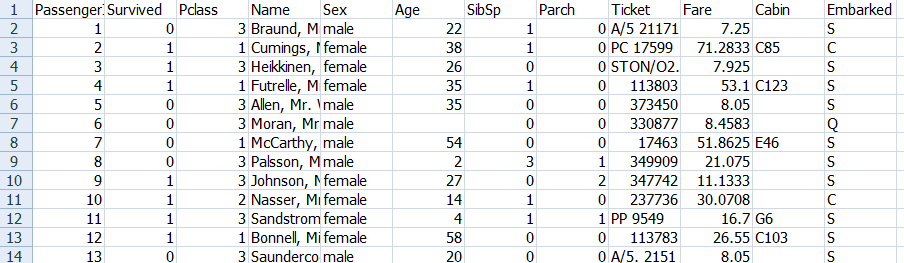 1 Passenger Survived Pclass Name Sex Age SibSp Parch Ticket Fare Cabin Embarked
2 1 0 3 Braund, M male 22 1 0 A/5 21171 7.25 S
3 2 1 1 Cumings, M female 38 1 0 PC 17599 71.2833 C85 C
4 3 1 3 Heikkinen, female 26 0 0 STON/O2. 7.925 S
5 4 1 1 Futrelle, M female 35 1 0 113803 53.1 C123 S
6 5 0 3 Allen, Mr. W male 35 0 0 373450 8.05 S
7 6 0 3 Moran, Mr male 0 0 330877 8.4583 Q
8 7 0 1 McCarthy, male 54 0 0 17463 51.8625 E46 S
9 8 0 3 Palsson, M male 2 3 1 349909 21.075 S
10 9 1 3 Johnson, M female 27 0 2 347742 11.1333 S
11 10 1 2 Nasser, Mr female 14 1 0 237736 30.0708 C
12 11 1 3 Sandstrom female 4 1 1 PP 9549 16.7 G6 S
13 12 1 1 Bonnell, Mi female 58 0 0 113783 26.55 C103 S
14 13 0 3 Saunderco male 20 0 0 A/5. 2151 8.05 S